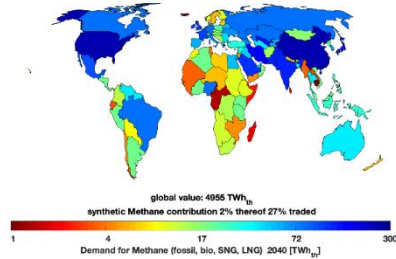 global value: 4955 TWhth
synthetic Methane contribution 2% thereof 27% traded
1 4 17 72 300
Demand for Methane (fossil, bio, SNG, LNG) 2040 [TWhth]